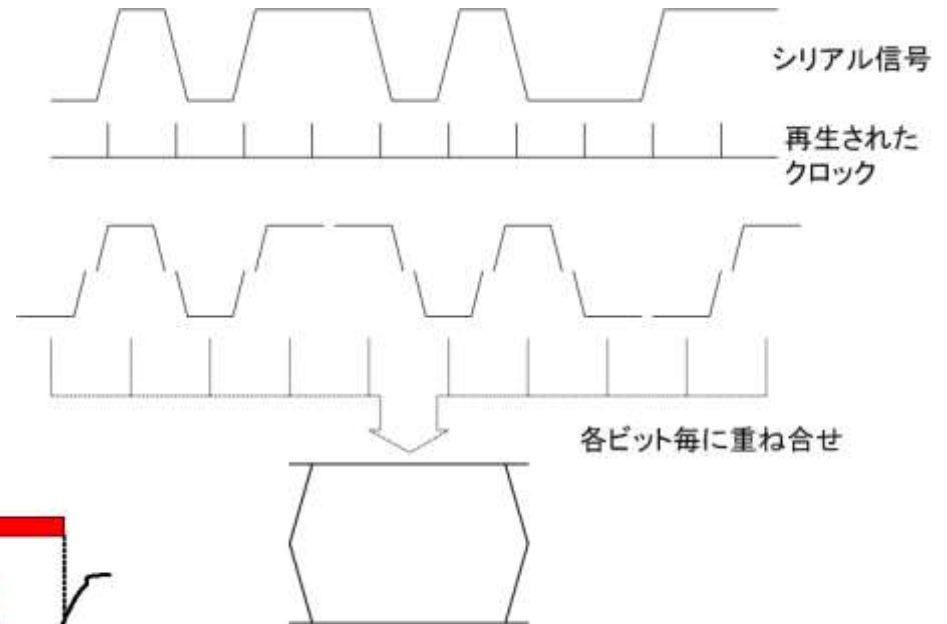 シリアル信号
再生された
クロック
各ビット毎に重ね合せ